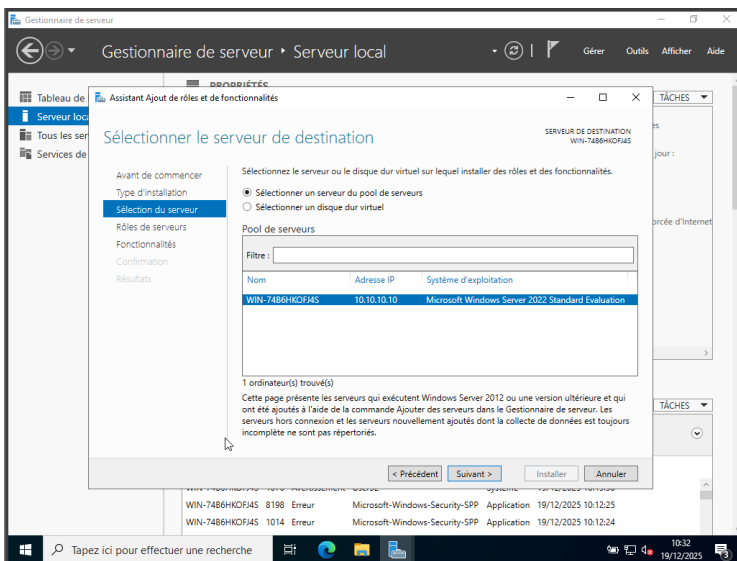 Gestionnaire de serveur
Gestionnaire de serveur • Serveur local
Gérer Outils Afficher Aide
PROPRIÉTÉS
TÂCHES
Tableau de
Serveur loca
Tous les ser
Services de
jour :
orcée d'Internet
Assistant Ajout de rôles et de fonctionnalités
Sélectionner le serveur de destination
SERVEUR DE DESTINATION
WIN-74B6HKOFJ4S
Avant de commencer
Type d'installation
Sélection du serveur
Rôles de serveurs
Fonctionnalités
Confirmation
Résultats
Sélectionnez le serveur ou le disque dur virtuel sur lequel installer des rôles et des fonctionnalités.
Sélectionner un serveur du pool de serveurs
Sélectionner un disque dur virtuel
Pool de serveurs
Filtre :
Nom Adresse IP Système d'exploitation
WIN-74B6HKOFJ4S 10.10.10.10 Microsoft Windows Server 2022 Standard Evaluation
1 ordinateur(s) trouvé(s)
Cette page présente les serveurs qui exécutent Windows Server 2012 ou une version ultérieure et qui
ont été ajoutés à l'aide de la commande Ajouter des serveurs dans le Gestionnaire de serveur. Les
serveurs hors connexion et les serveurs nouvellement ajoutés dont la collecte de données est toujours
incomplète ne sont pas répertoriés.
< Précédent Suivant > Installer Annuler
TÂCHES
WIN-74B6HKOFJ4S 8198 Erreur Microsoft-Windows-Security-SPP Application 19/12/2025 10:12:25
WIN-74B6HKOFJ4S 1014 Erreur Microsoft-Windows-Security-SPP Application 19/12/2025 10:12:24
Tapez ici pour effectuer une recherche
10:32
19/12/2025
3